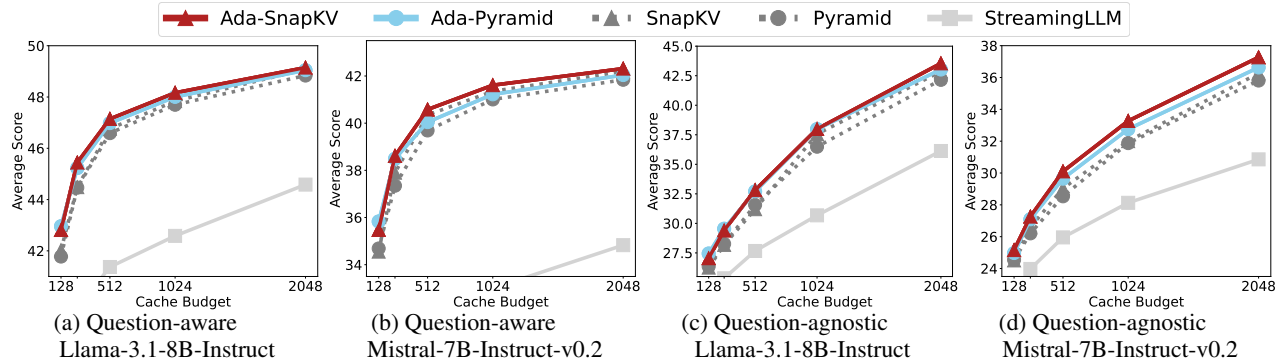 Ada-SnapKV Ada-Pyramid SnapKV Pyramid StreamingLLM
50
48
46
44
42
Average Score
128 512 1024 2048
Cache Budget
(a) Question-aware
Llama-3.1-8B-Instruct
42
40
38
36
34
Average Score
128 512 1024 2048
Cache Budget
(b) Question-aware
Mistral-7B-Instruct-v0.2
45.0
42.5
40.0
37.5
35.0
32.5
30.0
27.5
Average Score
128 512 1024 2048
Cache Budget
(c) Question-agnostic
Llama-3.1-8B-Instruct
38
36
34
32
30
28
26
24
Average Score
128 512 1024 2048
Cache Budget
(d) Question-agnostic
Mistral-7B-Instruct-v0.2